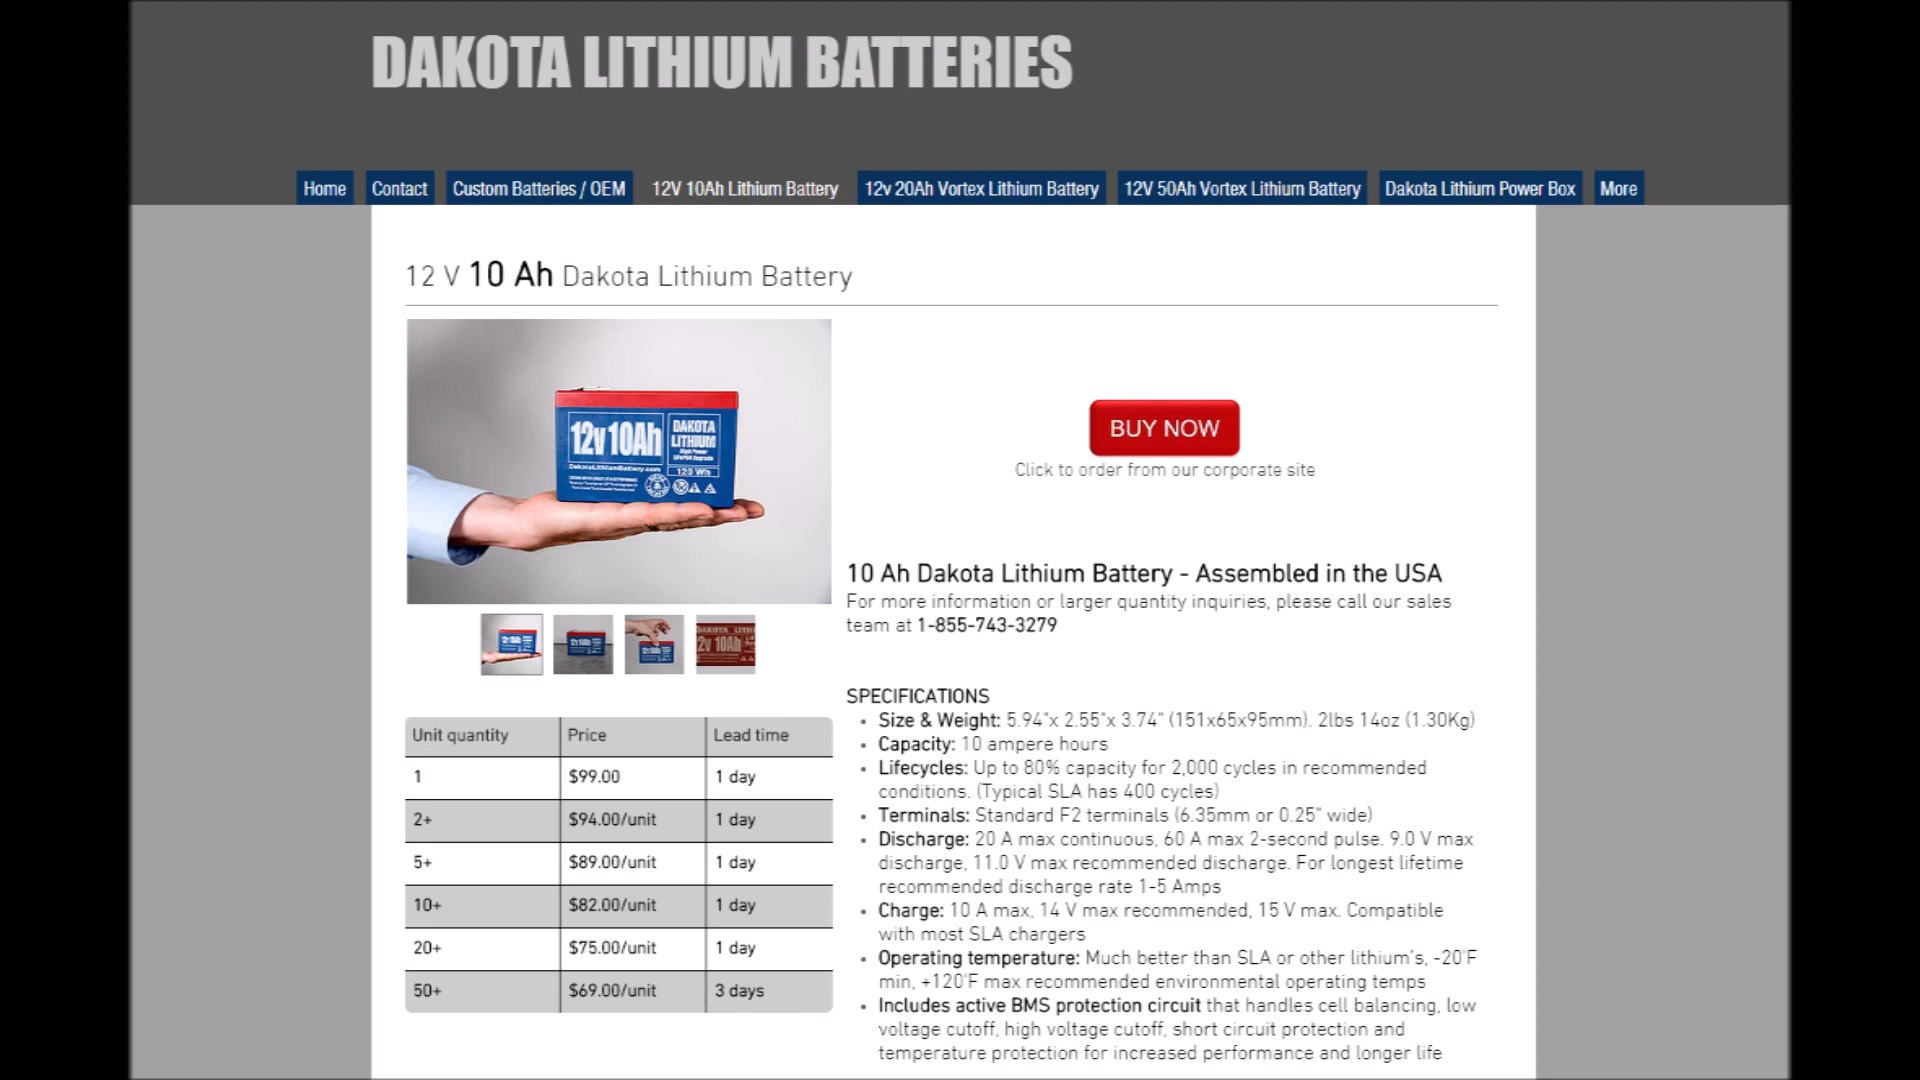 DAKOTA LITHIUM BATTERIES
Home Contact Custom Batteries / OEM 12V 10Ah Lithium Battery 12v 20Ah Vortex Lithium Battery 12V 50Ah Vortex Lithium Battery Dakota Lithium Power Box More
12 V 10 Ah Dakota Lithium Battery
12v 10Ah
DAKOTA
LITHIUM
DakotaLithiumBattery.com
BUY NOW
Click to order from our corporate site
10 Ah Dakota Lithium Battery - Assembled in the USA
For more information or larger quantity inquiries, please call our sales
team at 1-855-743-3279
Unit quantity Price Lead time
1 $99.00 1 day
2+ $94.00/unit 1 day
5+ $89.00/unit 1 day
10+ $82.00/unit 1 day
20+ $75.00/unit 1 day
50+ $69.00/unit 3 days
SPECIFICATIONS
• Size & Weight: 5.94"x 2.55"x 3.74" (151x65x95mm). 2lbs 14oz (1.30Kg)
• Capacity: 10 ampere hours
• Lifecycles: Up to 80% capacity for 2,000 cycles in recommended
conditions. (Typical SLA has 400 cycles)
• Terminals: Standard F2 terminals (6.35mm or 0.25" wide)
• Discharge: 20 A max continuous, 60 A max 2-second pulse. 9.0 V max
discharge, 11.0 V max recommended discharge. For longest lifetime
recommended discharge rate 1-5 Amps
• Charge: 10 A max, 14 V max recommended, 15 V max. Compatible
with most SLA chargers
• Operating temperature: Much better than SLA or other lithium's, -20°F
min, +120°F max recommended environmental operating temps
• Includes active BMS protection circuit that handles cell balancing, low
voltage cutoff, high voltage cutoff, short circuit protection and
temperature protection for increased performance and longer life